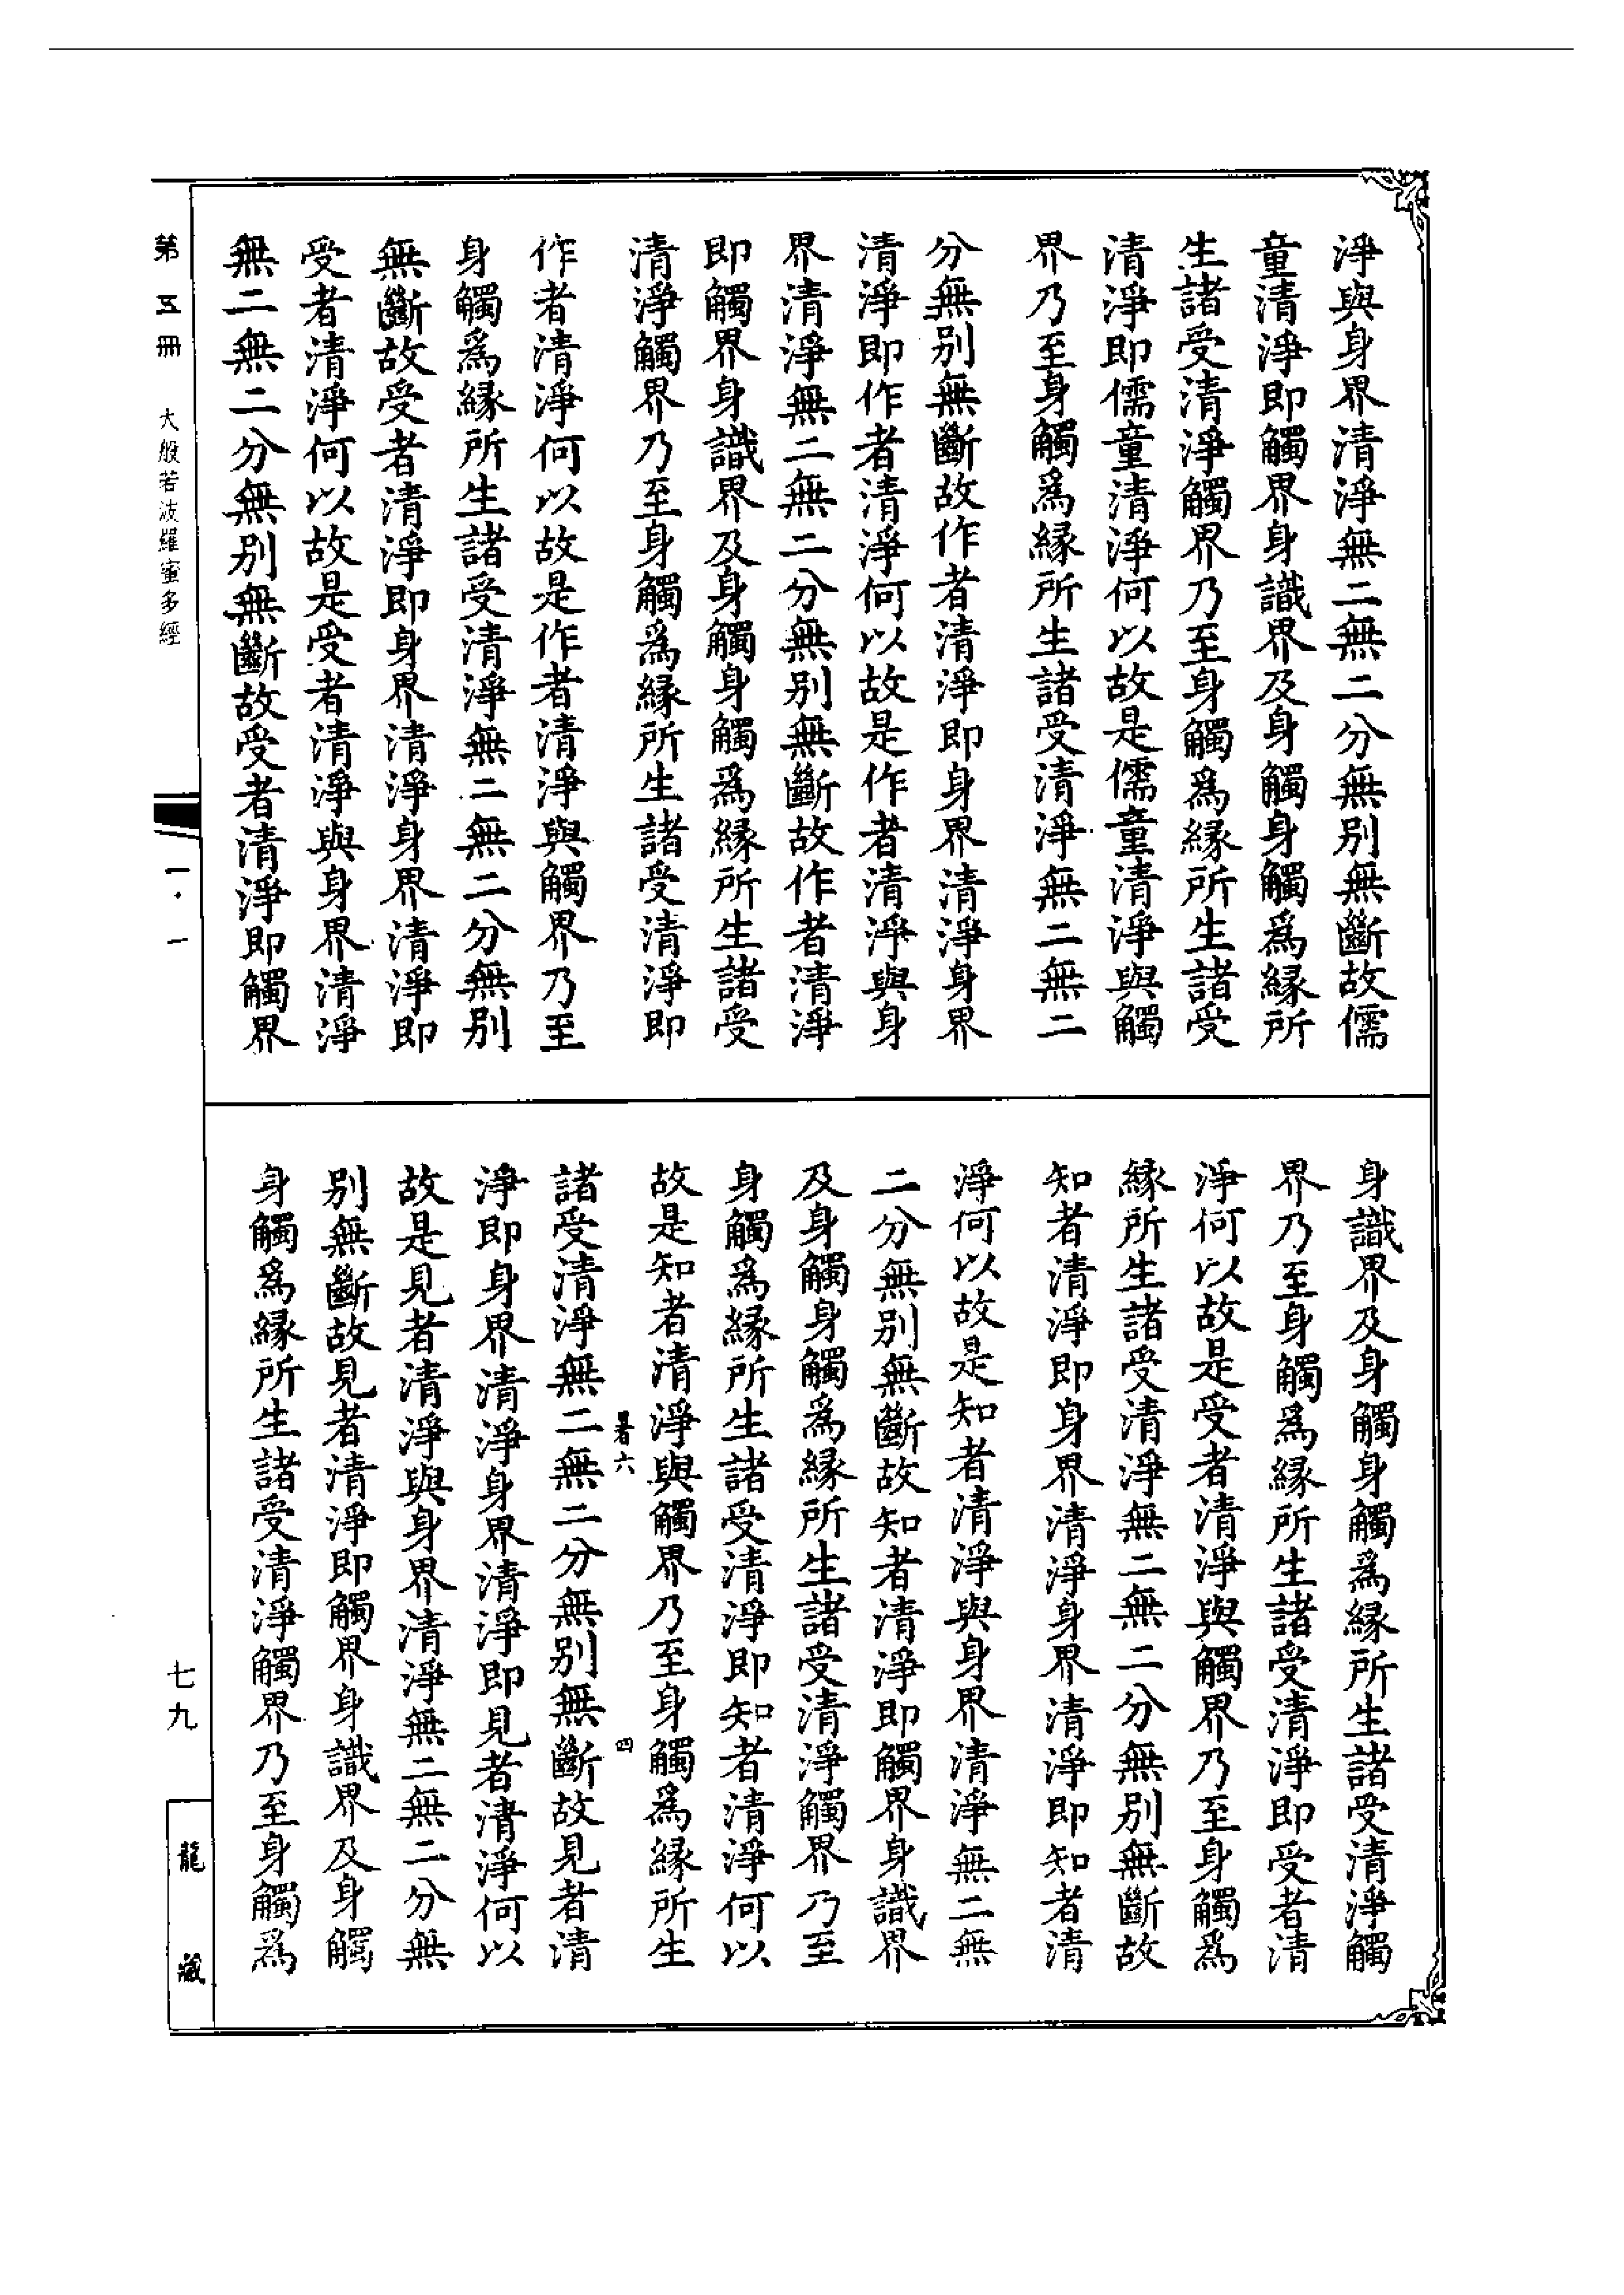 淨與身界清淨無二無二分無別無斷故儒
童清淨即觸界身識界及身觸身觸爲緣所
生諸受清淨觸界乃至身觸爲緣所生諸受
清淨即儒童清淨何以故是儒童清淨與觸
界乃至身觸爲緣所生諸受清淨無二無二
分無別無斷故作者清淨即身界清淨身界
清淨即作者清淨何以故是作者清淨與身
界清淨無二無二分無別無斷故作者清淨
即觸界身識界及身觸身觸爲緣所生諸受
清淨觸界乃至身觸爲緣所生諸受清淨即
作者清淨何以故是作者清淨與觸界乃至
身觸爲緣所生諸受清淨無二無二分無別
無斷故受者清淨即身界清淨身界清淨即
受者清淨何以故是受者清淨與身界清淨
無二無二分無別無斷故受者清淨即觸界
身識界及身觸身觸爲緣所生諸受清淨觸
界乃至身觸爲緣所生諸受清淨即受者清
淨何以故是受者清淨與觸界乃至身觸爲
緣所生諸受清淨無二無二分無別無斷故
知者清淨即身界清淨身界清淨即知者清
淨何以故是知者清淨與身界清淨無二無
二分無別無斷故知者清淨即觸界身識界
及身觸身觸爲緣所生諸受清淨觸界乃至
身觸爲緣所生諸受清淨即知者清淨何以
故是知者清淨與觸界乃至身觸爲緣所生
署六 四
諸受清淨無二無二分無別無斷故見者清
淨即身界清淨身界清淨即見者清淨何以
故是見者清淨與身界清淨無二無二分無
別無斷故見者清淨即觸界身識界及身觸
身觸爲緣所生諸受清淨觸界乃至身觸爲
第五冊 大般若波羅蜜多經
一·一
七九
龍藏